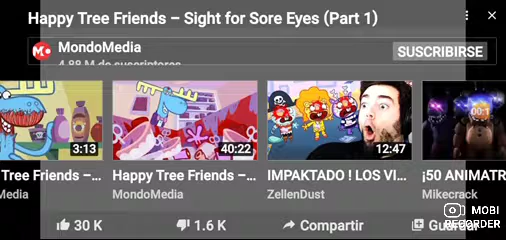 Happy Tree Friends – Sight for Sore Eyes (Part 1)
MondoMedia
SUSCRIBIRSE
4.88 M de suscriptores
3:13
40:22
12:47
Tree Friends –...
Happy Tree Friends –...
IMPAKTADO ! LOS VI...
¡50 ANIMATR
Media
MondoMedia
ZellenDust
Mikecrack
30 K
1.6 K
Compartir
Guardar
MOBI
RECORDER